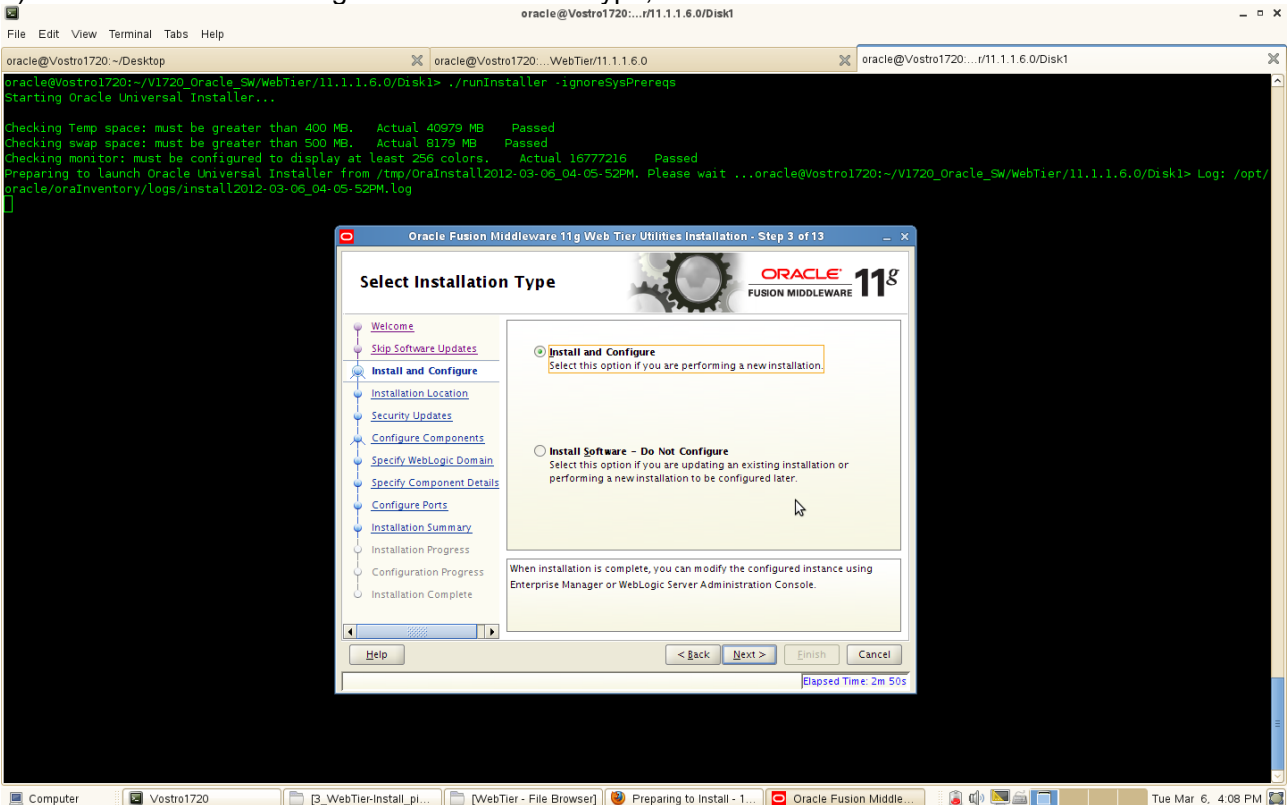 oracle@Vostro1720:...r/11.1.1.6.0/Disk1
File Edit View Terminal Tabs Help
oracle@Vostro1720:~/Desktop
oracle@Vostro1720:...WebTier/11.1.1.6.0
oracle@Vostro1720:...r/11.1.1.6.0/Disk1
oracle@Vostro1720:~/V1720_Oracle_SW/WebTier/11.1.1.6.0/Disk1> ./runInstaller -ignoreSysPrereqs
Starting Oracle Universal Installer...
Checking Temp space: must be greater than 400 MB. Actual 40979 MB Passed
Checking swap space: must be greater than 500 MB. Actual 8179 MB Passed
Checking monitor: must be configured to display at least 256 colors. Actual 16777216 Passed
Preparing to launch Oracle Universal Installer from /tmp/OraInstall2012-03-06_04-05-52PM. Please wait ...oracle@Vostro1720:~/V1720_Oracle_SW/WebTier/11.1.1.6.0/Disk1> Log: /opt/
oracle/oraInventory/logs/install2012-03-06_04-05-52PM.log
Oracle Fusion Middleware 11g Web Tier Utilities Installation - Step 3 of 13
Select Installation Type
ORACLE
FUSION MIDDLEWARE
11g
Welcome
Skip Software Updates
Install and Configure
Installation Location
Security Updates
Configure Components
Specify WebLogic Domain
Specify Component Details
Configure Ports
Installation Summary
Installation Progress
Configuration Progress
Installation Complete
Install and Configure
Select this option if you are performing a new installation.
Install Software - Do Not Configure
Select this option if you are updating an existing installation or
performing a new installation to be configured later.
When installation is complete, you can modify the configured instance using
Enterprise Manager or WebLogic Server Administration Console.
Help
< Back
Next >
Finish
Cancel
Elapsed Time: 2m 50s
Computer
Vostro1720
[3_WebTier-Install_pi...
[WebTier - File Browser]
Preparing to Install - 1...
Oracle Fusion Middle...
Tue Mar 6, 4:08 PM